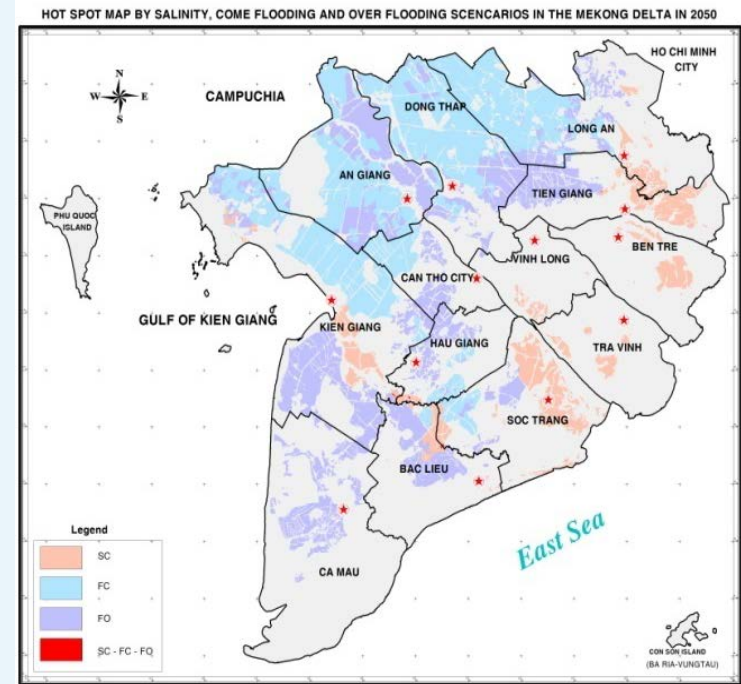 HOT SPOT MAP BY SALINITY, COME FLOODING AND OVER FLOODING SCENCARIOS IN THE MEKONG DELTA IN 2050
N
W E
S
CAMPUCHIA
HO CHI MINH
CITY
DONG THAP
LONG AN
AN GIANG
TIEN GIANG
PHU QUOC
ISLAND
BEN TRE
VINH LONG
CAN THO CITY
GULF OF KIEN GIANG
KIEN GIANG
HAU GIANG
TRA VINH
SOC TRANG
BAC LIEU
East Sea
CA MAU
Legend
SC
FC
FO
SC - FC - FO
CON SON ISLAND
(BA RIA-VUNGTAU)